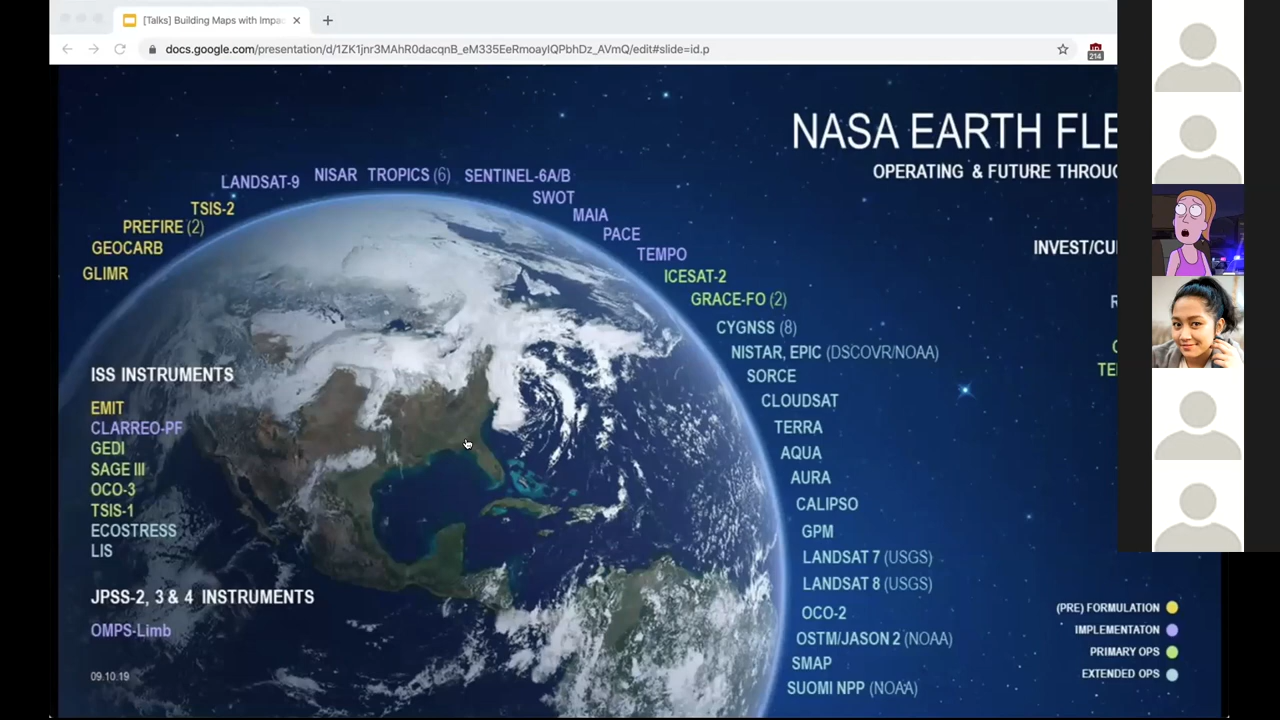 [Talks] Building Maps with Impa
docs.google.com/presentation/d/1ZK1jnr3MAhR0dacqnB_eM335EeRmoayIQPbhDz_AVmQ/edit#slide=id.p
214
NASA EARTH FLE
OPERATING & FUTURE THROUG
LANDSAT-9
NISAR
TROPICS (6)
SENTINEL-6A/B
TSIS-2
SWOT
PREFIRE (2)
MAIA
GEOCARB
PACE
GLIMR
TEMPO
INVEST/CU
ICESAT-2
GRACE-FO (2)
CYGNSS (8)
NISTAR, EPIC (DSCOVR/NOAA)
TE
SORCE
CLOUDSAT
TERRA
AQUA
AURA
CALIPSO
GPM
LANDSAT 7 (USGS)
LANDSAT 8 (USGS)
OCO-2
OSTM/JASON 2 (NOAA)
SMAP
SUOMI NPP (NOAA)
ISS INSTRUMENTS
EMIT
CLARREO-PF
GEDI
SAGE III
OCO-3
TSIS-1
ECOSTRESS
LIS
JPSS-2, 3 & 4 INSTRUMENTS
OMPS-Limb
09.10.19
(PRE) FORMULATION
IMPLEMENTATON
PRIMARY OPS
EXTENDED OPS